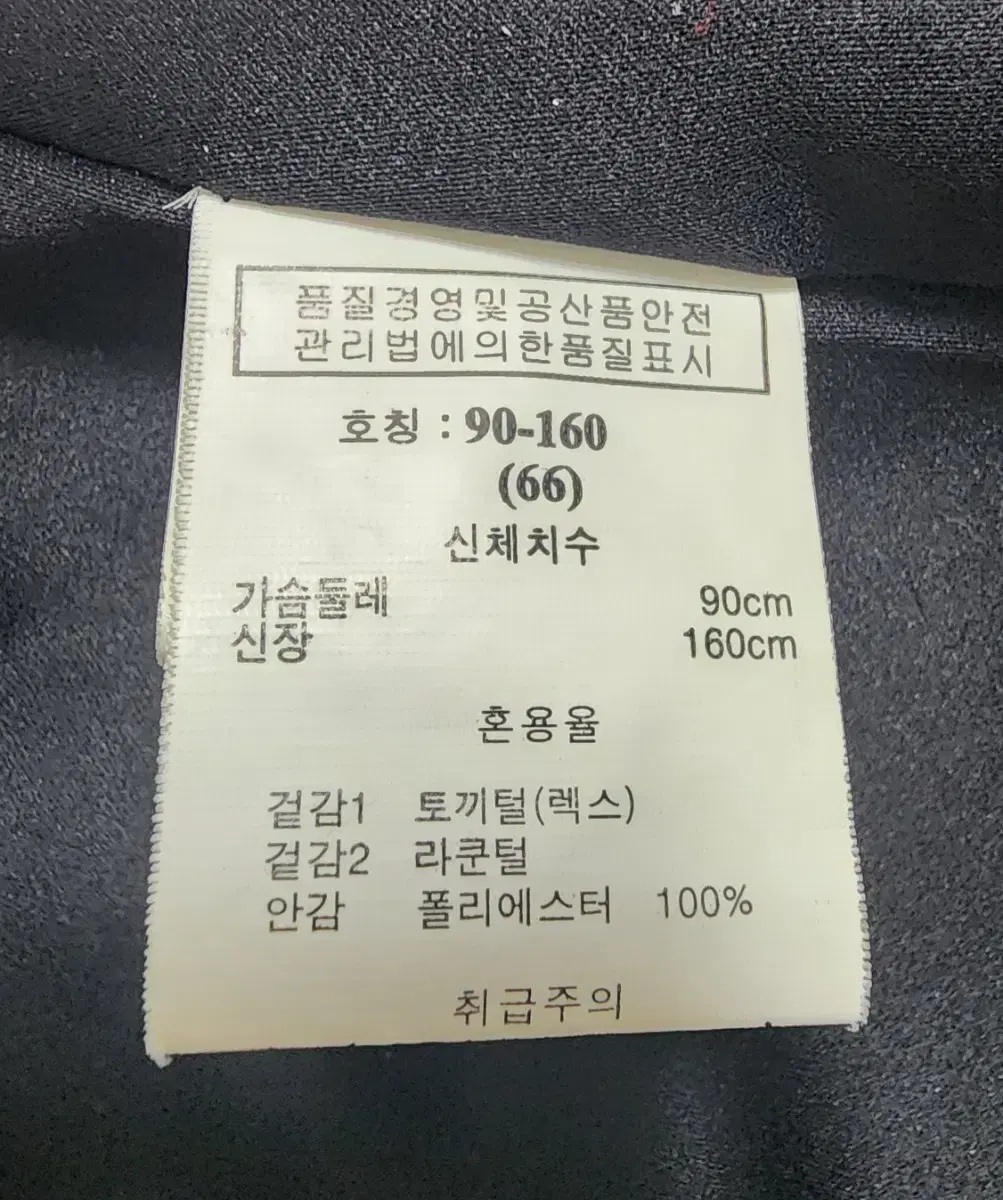 품질경영및공산품안전
관리법에의한품질표시
호칭 : 90-160
(66)
신체치수
가슴둘레 90cm
신장 160cm
혼용율
겉감1 토끼털(렉스)
겉감2 라쿤털
안감 폴리에스터 100%
취급주의